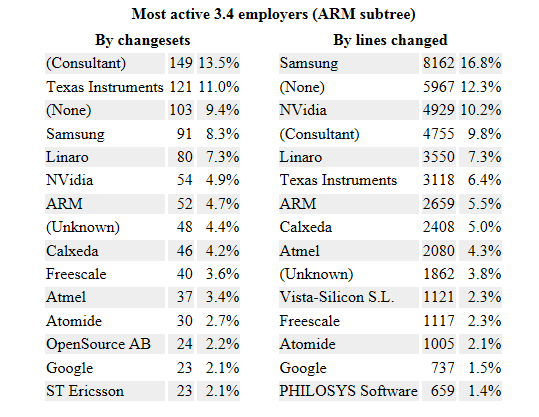 Most active 3.4 employers (ARM subtree)
By changesets By lines changed
(Consultant) 149 13.5% Samsung 8162 16.8%
Texas Instruments 121 11.0% (None) 5967 12.3%
(None) 103 9.4% NVidia 4929 10.2%
Samsung 91 8.3% (Consultant) 4755 9.8%
Linaro 80 7.3% Linaro 3550 7.3%
NVidia 54 4.9% Texas Instruments 3118 6.4%
ARM 52 4.7% ARM 2659 5.5%
(Unknown) 48 4.4% Calxeda 2408 5.0%
Calxeda 46 4.2% Atmel 2080 4.3%
Freescale 40 3.6% (Unknown) 1862 3.8%
Atmel 37 3.4% Vista-Silicon S.L. 1121 2.3%
Atomide 30 2.7% Freescale 1117 2.3%
OpenSource AB 24 2.2% Atomide 1005 2.1%
Google 23 2.1% Google 737 1.5%
ST Ericsson 23 2.1% PHILOSYS Software 659 1.4%